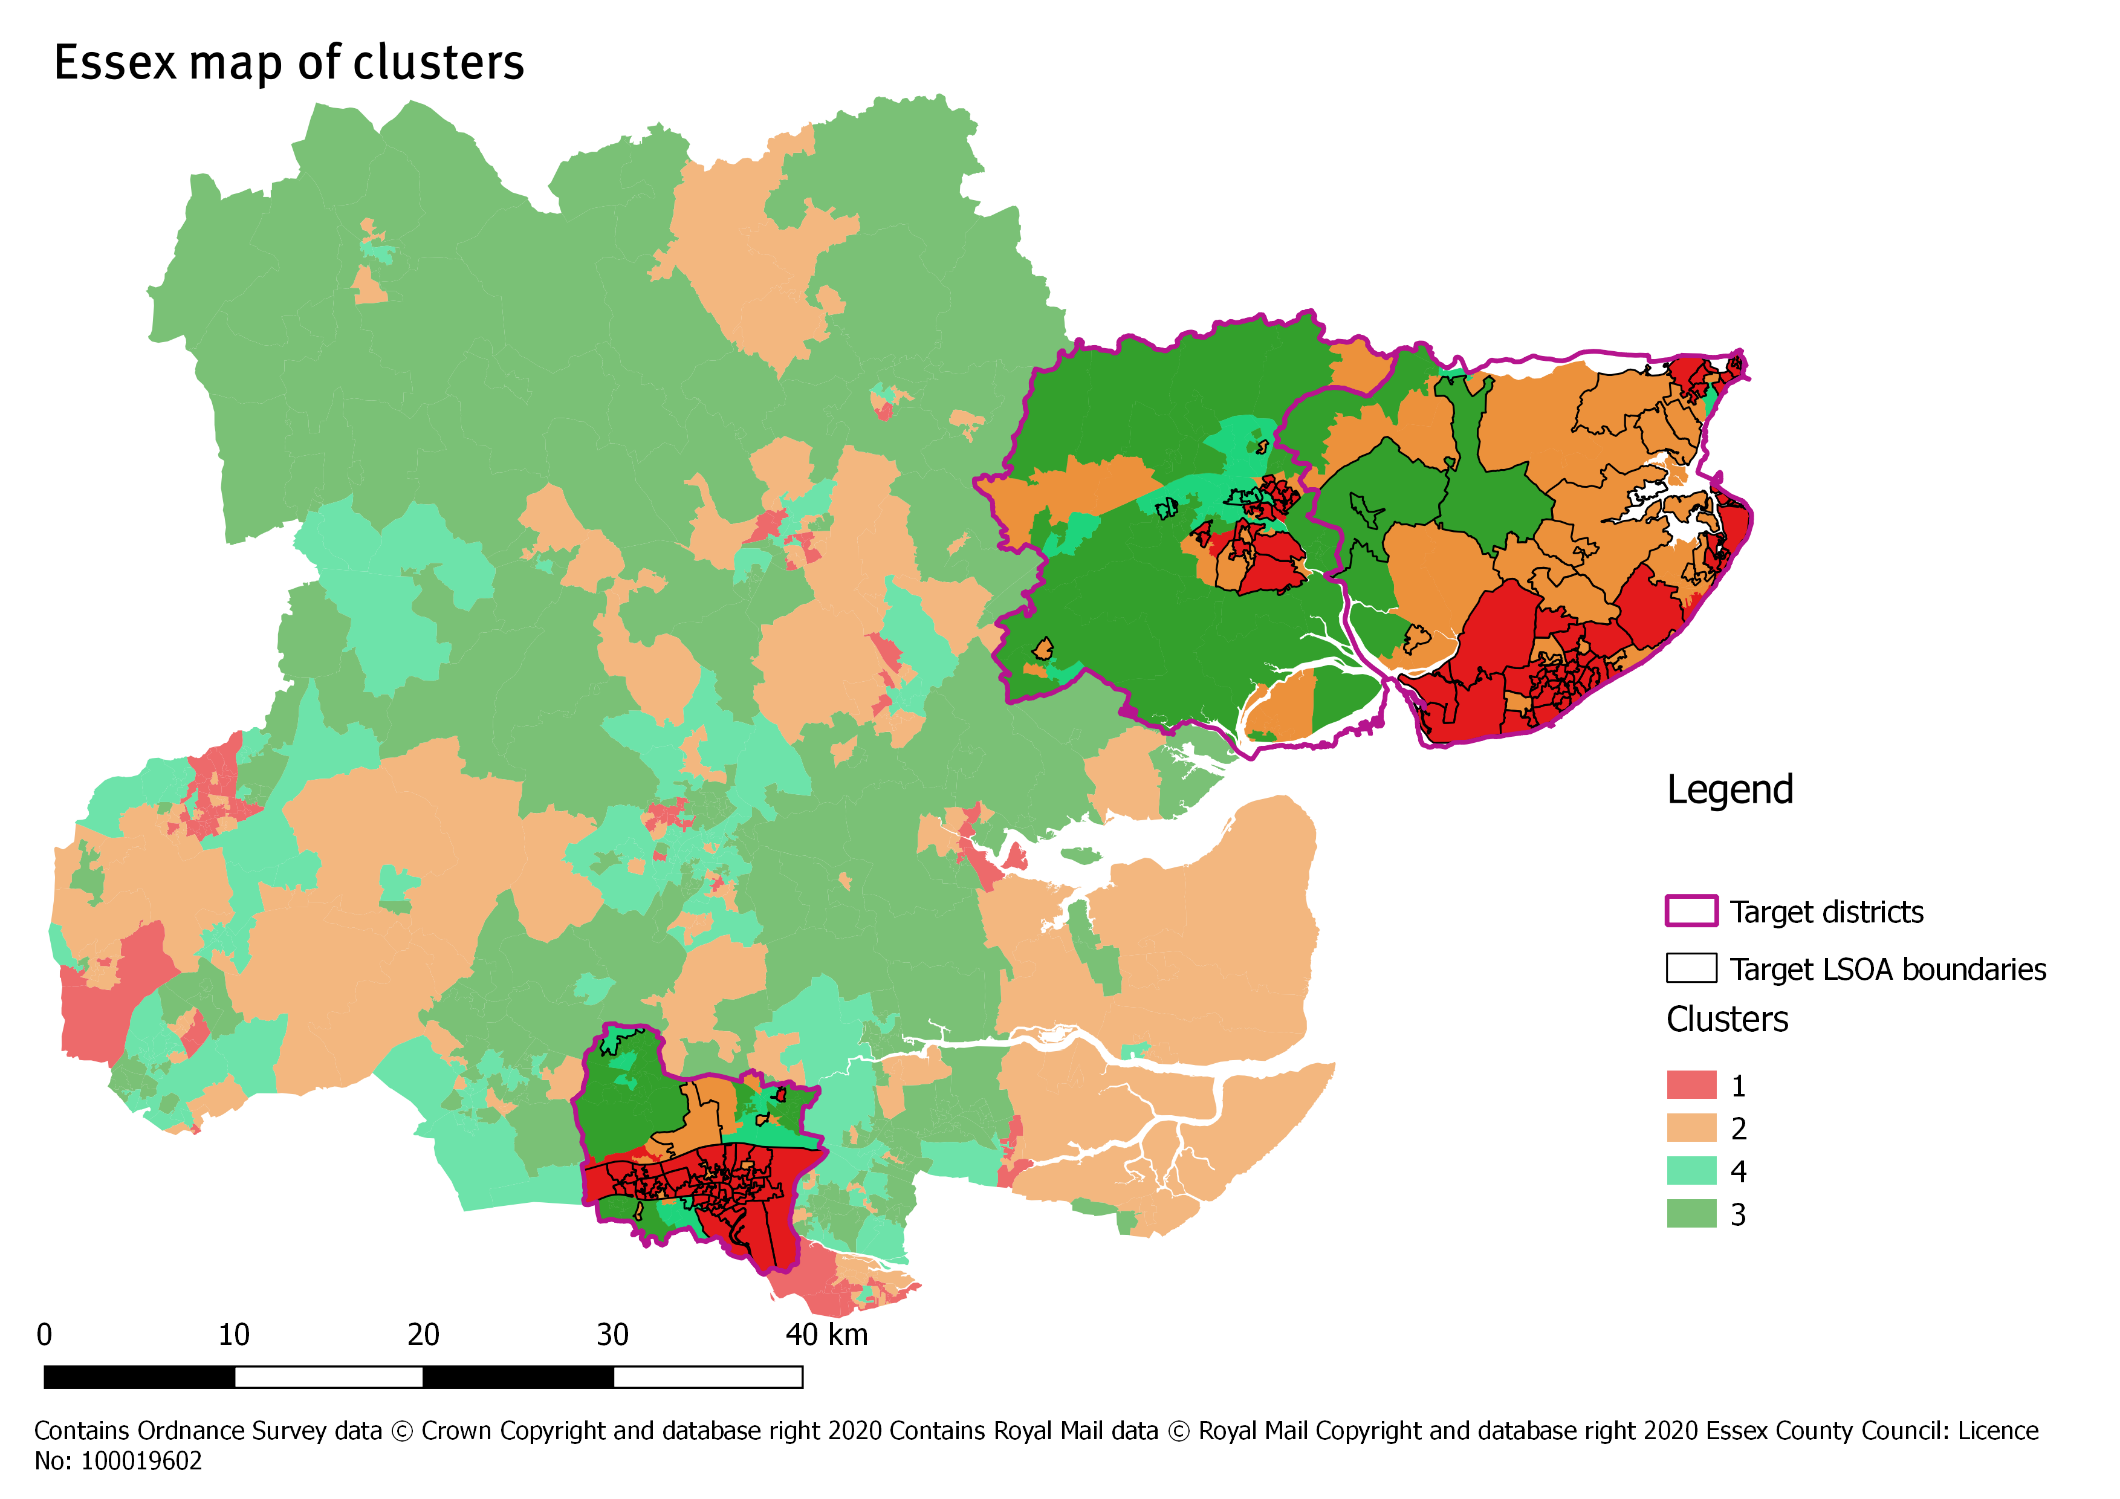 Essex map of clusters
Legend
Target districts
Target LSOA boundaries
Clusters
1
2
4
3
0 10 20 30 40 km
Contains Ordnance Survey data © Crown Copyright and database right 2020 Contains Royal Mail data © Royal Mail Copyright and database right 2020 Essex County Council: Licence
No: 100019602